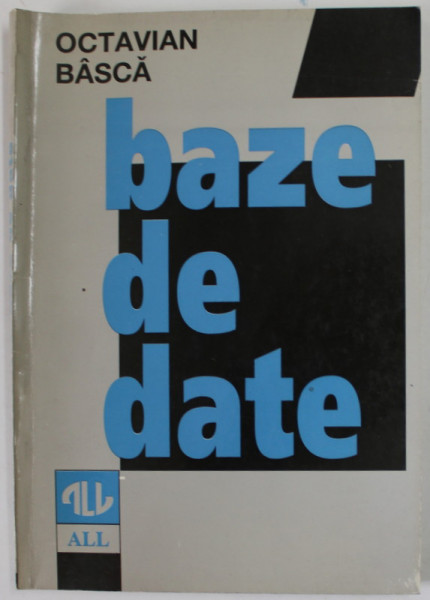 OCTAVIAN
BÂSCĂ
baze
de
date
ALL
ALL